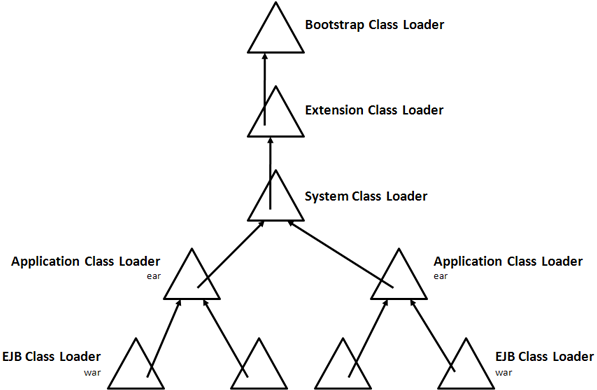 Bootstrap Class Loader
Extension Class Loader
System Class Loader
Application Class Loader
ear
Application Class Loader
ear
EJB Class Loader
war
EJB Class Loader
war